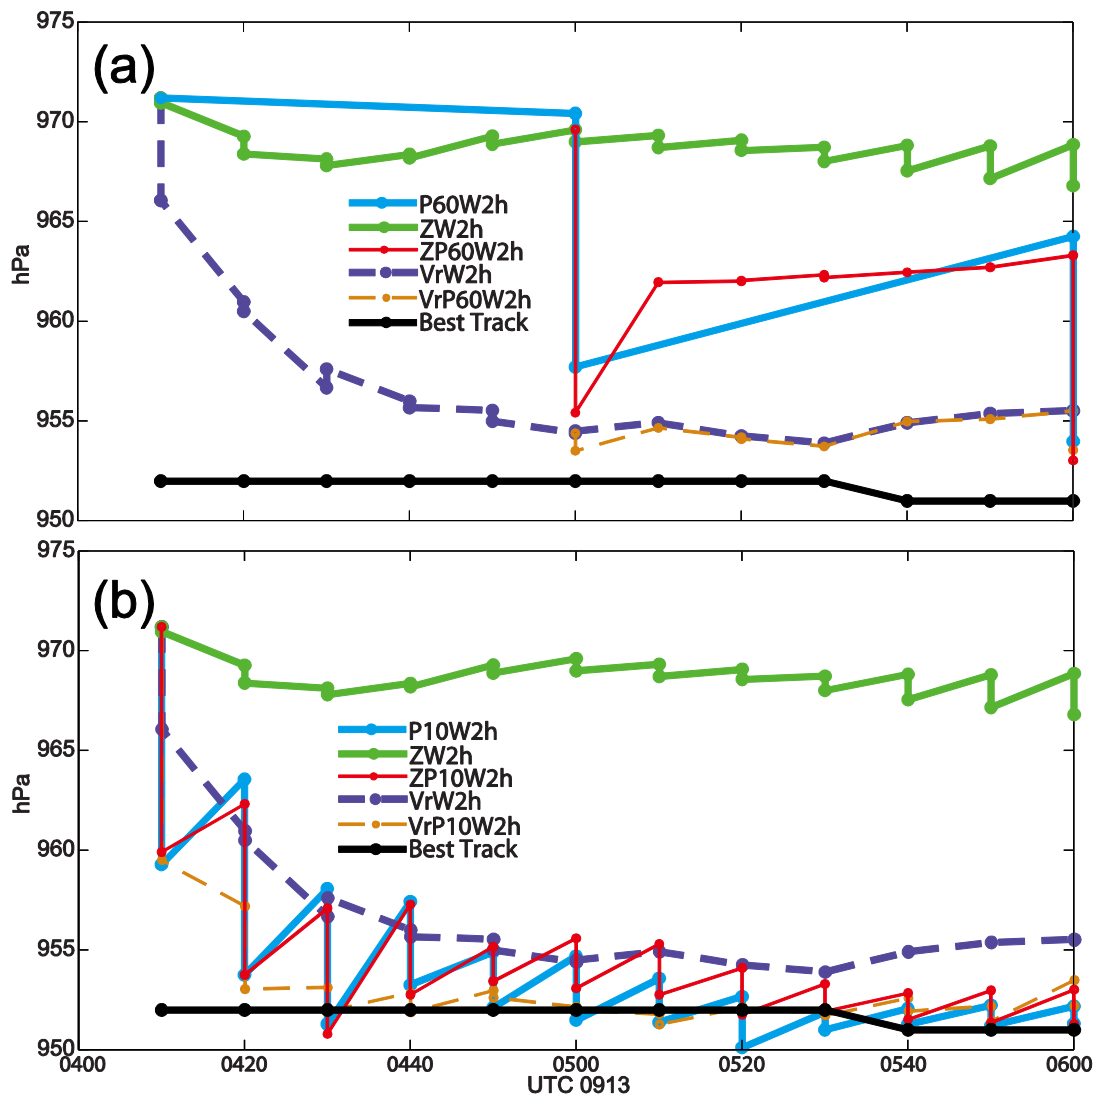 975
(a)
970
965
960
955
950
hPa
P60W2h
ZW2h
ZP60W2h
VrW2h
VrP60W2h
Best Track
975
(b)
970
965
960
955
950
hPa
P10W2h
ZW2h
ZP10W2h
VrW2h
VrP10W2h
Best Track
0400 0420 0440 0500 0520 0540 0600
UTC 0913